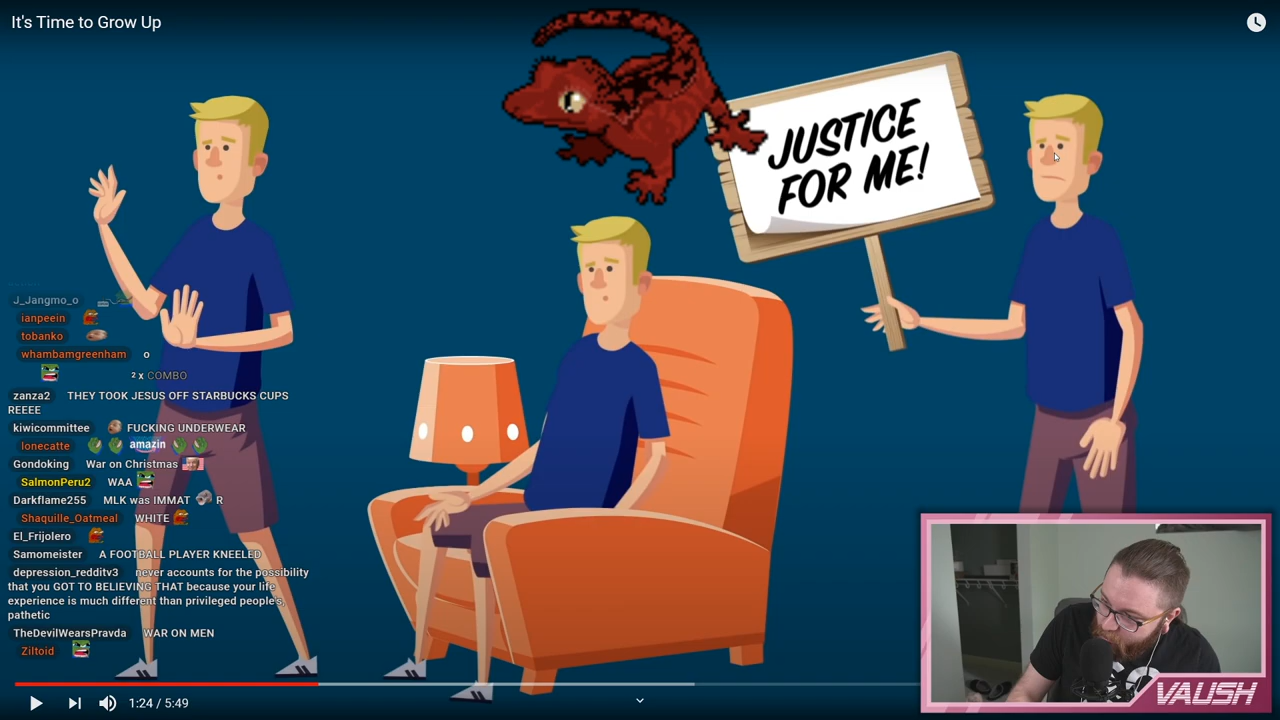 It's Time to Grow Up
JUSTICE
FOR ME!
J_Jangmo_o
ianpeein
tobanko
whambamgreenham o
2 x COMBO
zanza2 THEY TOOK JESUS OFF STARBUCKS CUPS
REEEE
kiwicommittee FUCKING UNDERWEAR
lonecatte amazin
Gondoking War on Christmas
SalmonPeru2 WAA
Darkflame255 MLK was IMMAT R
Shaquille_Oatmeal WHITE
El_Frijolero
Samomeister A FOOTBALL PLAYER KNEELED
depression_redditv3 never accounts for the possibility
that you GOT TO BELIEVING THAT because your life
experience is much different than privileged people's,
pathetic
TheDevilWearsPravda WAR ON MEN
Ziltoid
1:24 / 5:49
VAUSH